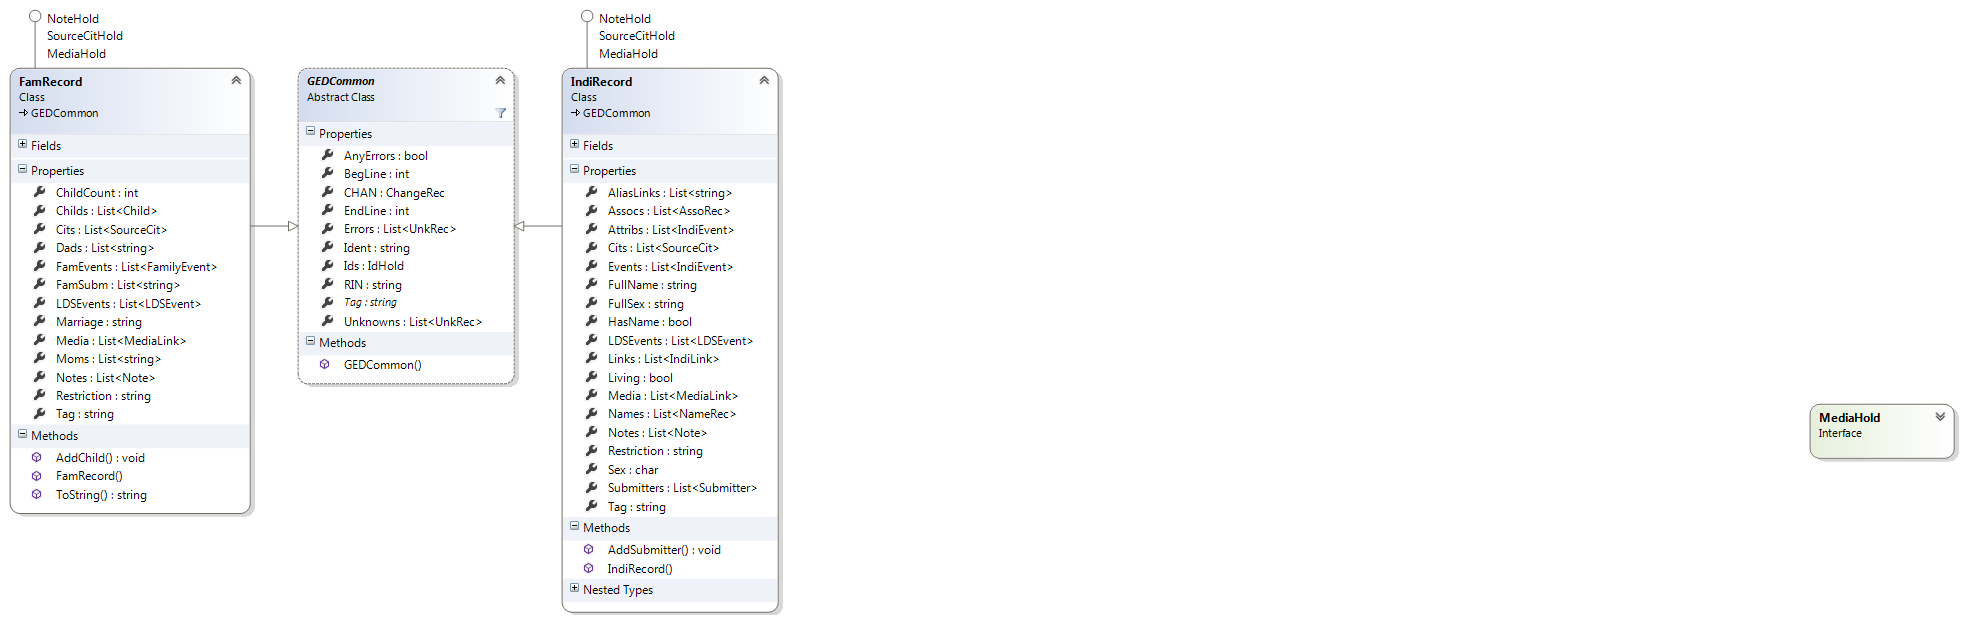 NoteHold
SourceCitHold
MediaHold
FamRecord
Class
GEDCommon
Fields
Properties
ChildCount : int
Childs : List<Child>
Cits : List<SourceCit>
Dads : List<string>
FamEvents : List<FamilyEvent>
FamSubm : List<string>
LDSEvents : List<LDSEvent>
Marriage : string
Media : List<MediaLink>
Moms : List<string>
Notes : List<Note>
Restriction : string
Tag : string
Methods
AddChild() : void
FamRecord()
ToString() : string
GEDCommon
Abstract Class
Properties
AnyErrors : bool
BegLine : int
CHAN : ChangeRec
EndLine : int
Errors : List<UnkRec>
Ident : string
Ids : IdHold
RIN : string
Tag : string
Unknowns : List<UnkRec>
Methods
GEDCommon()
NoteHold
SourceCitHold
MediaHold
IndiRecord
Class
GEDCommon
Fields
Properties
AliasLinks : List<string>
Assocs : List<AssoRec>
Attribs : List<IndiEvent>
Cits : List<SourceCit>
Events : List<IndiEvent>
FullName : string
FullSex : string
HasName : bool
LDSEvents : List<LDSEvent>
Links : List<IndiLink>
Living : bool
Media : List<MediaLink>
Names : List<NameRec>
Notes : List<Note>
Restriction : string
Sex : char
Submitters : List<Submitter>
Tag : string
Methods
AddSubmitter() : void
IndiRecord()
Nested Types
MediaHold
Interface